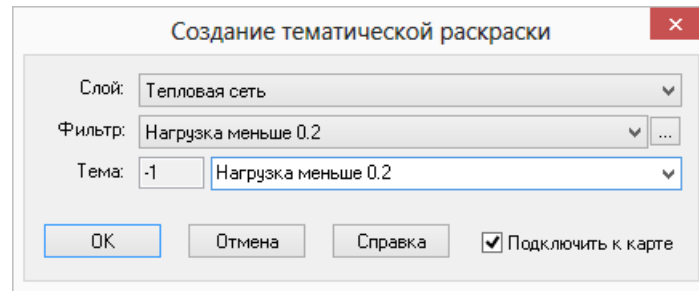 Создание тематической раскраски
Слой: Тепловая сеть
Фильтр: Нагрузка меньше 0.2 ...
Тема: -1 Нагрузка меньше 0.2
ОК Отмена Справка Подключить к карте